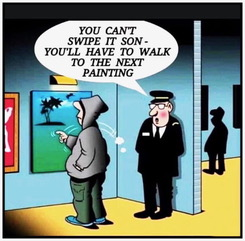 YOU CAN'T
SWIPE IT SON -
YOU'LL HAVE TO WALK
TO THE NEXT
PAINTING